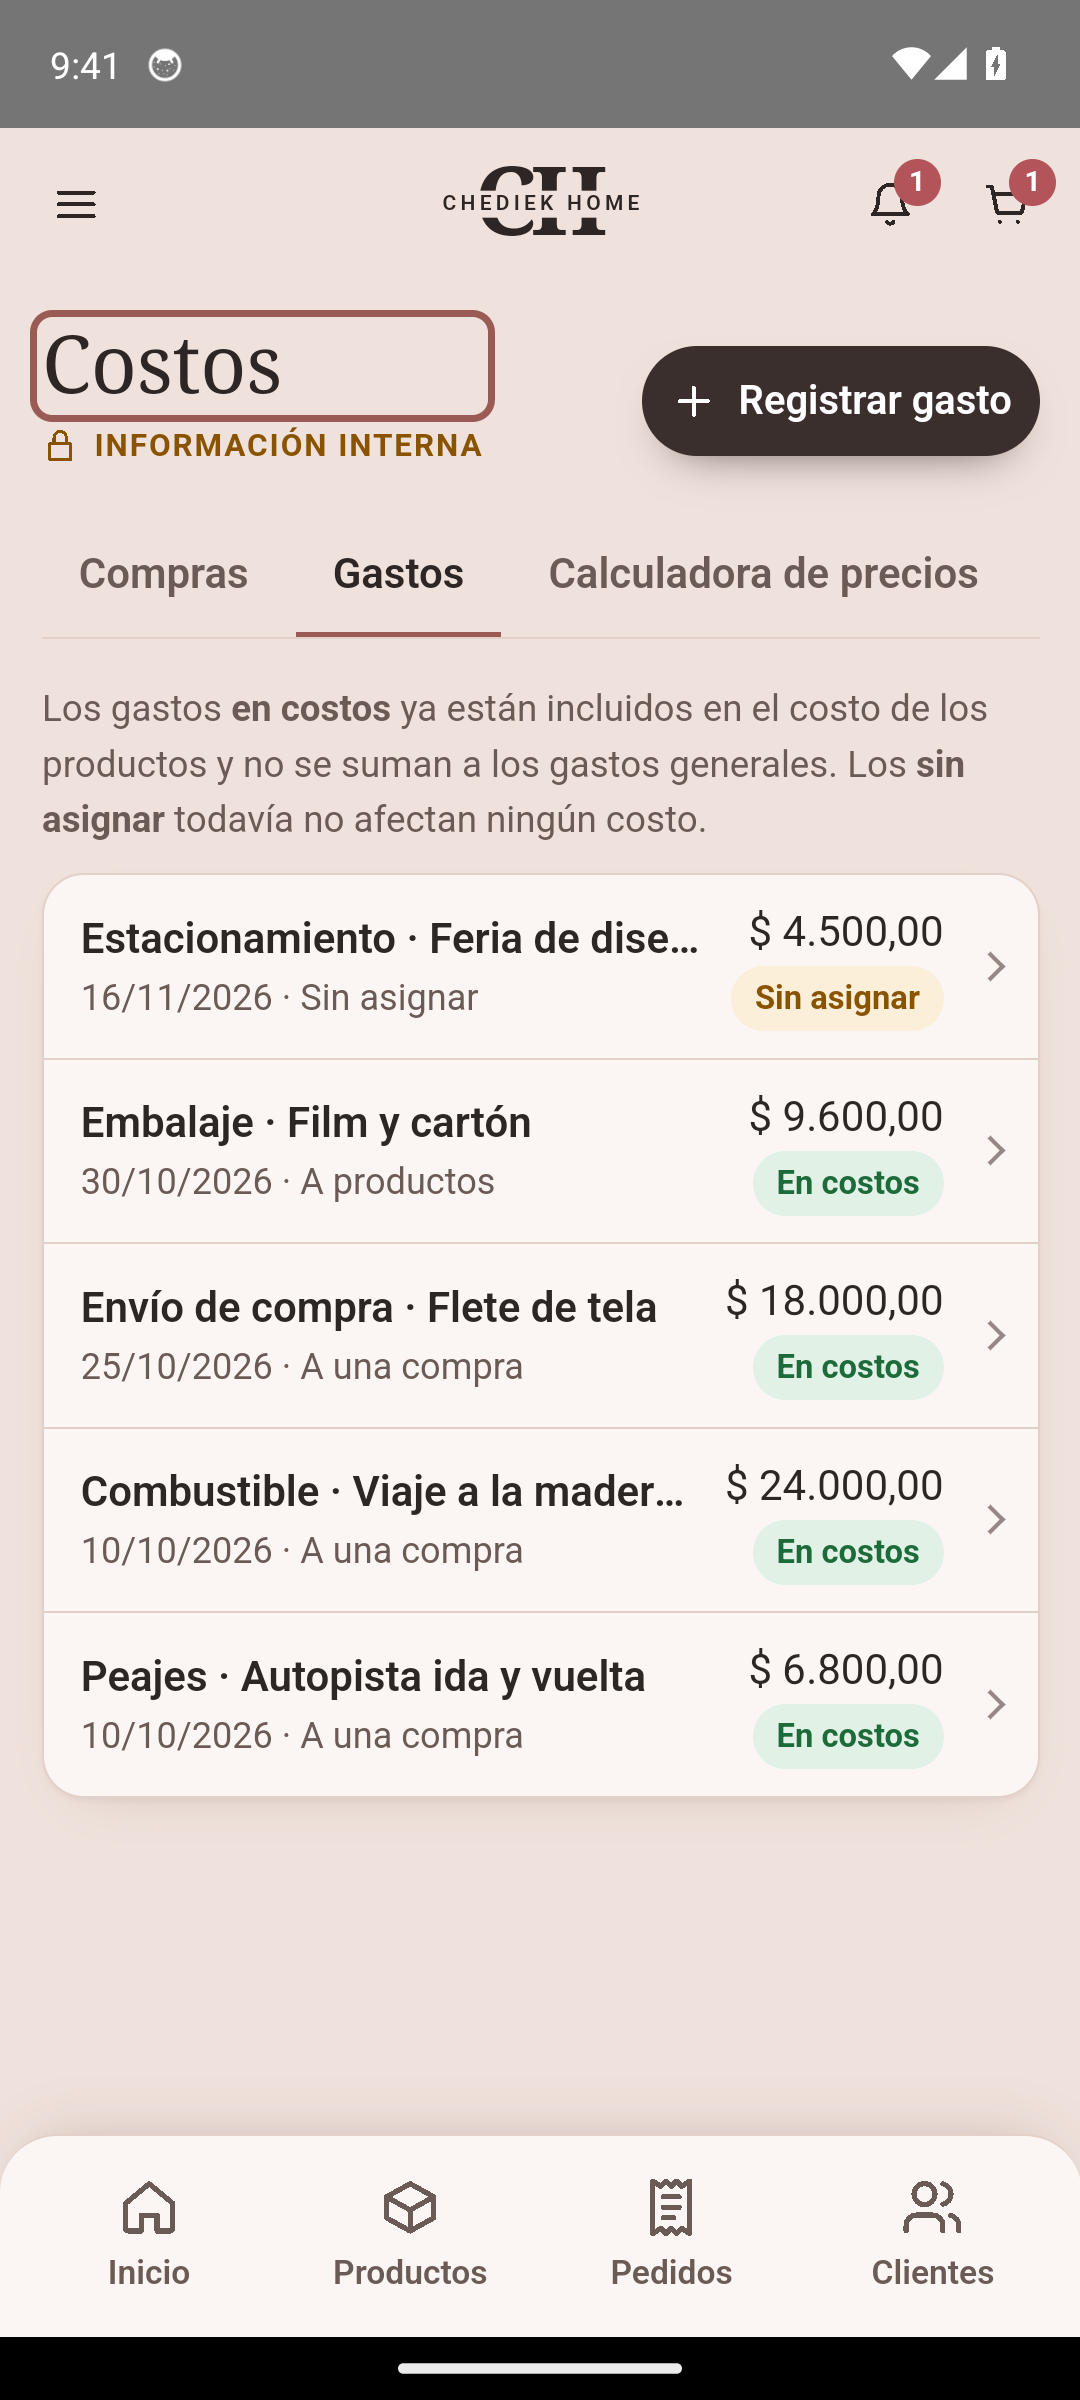 9:41
CH
CHEDIEK HOME
1
1
Costos
INFORMACIÓN INTERNA
Registrar gasto
Compras
Gastos
Calculadora de precios
Los gastos en costos ya están incluidos en el costo de los
productos y no se suman a los gastos generales. Los sin
asignar todavía no afectan ningún costo.
Estacionamiento · Feria de dise…
$ 4.500,00
16/11/2026 · Sin asignar
Sin asignar
Embalaje · Film y cartón
$ 9.600,00
30/10/2026 · A productos
En costos
Envío de compra · Flete de tela
$ 18.000,00
25/10/2026 · A una compra
En costos
Combustible · Viaje a la mader…
$ 24.000,00
10/10/2026 · A una compra
En costos
Peajes · Autopista ida y vuelta
$ 6.800,00
10/10/2026 · A una compra
En costos
Inicio
Productos
Pedidos
Clientes